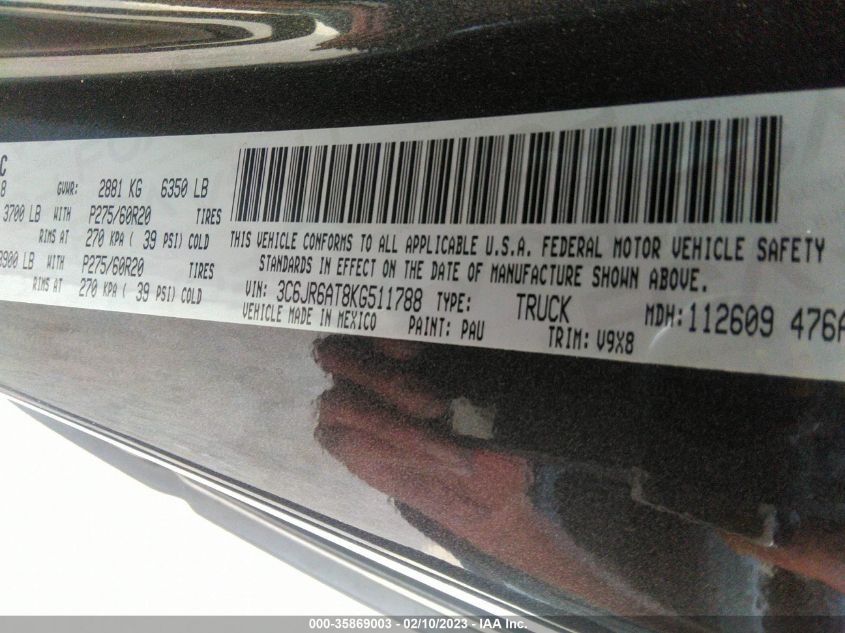 C
8 GVWR: 2881 KG 6350 LB
3700 LB WITH P275/60R20 TIRES
RIMS AT 270 KPA ( 39 PSI) COLD
3900 LB WITH P275/60R20 TIRES
RIMS AT 270 KPA ( 39 PSI) COLD
THIS VEHICLE CONFORMS TO ALL APPLICABLE U.S.A. FEDERAL MOTOR VEHICLE SAFETY
STANDARDS IN EFFECT ON THE DATE OF MANUFACTURE SHOWN ABOVE.
VIN: 3C6JR6AT8KG511788 TYPE: TRUCK MDH:112609 476A
VEHICLE MADE IN MEXICO PAINT: PAU TRIM: V9X8
000-35869003 - 02/10/2023 - IAA Inc.